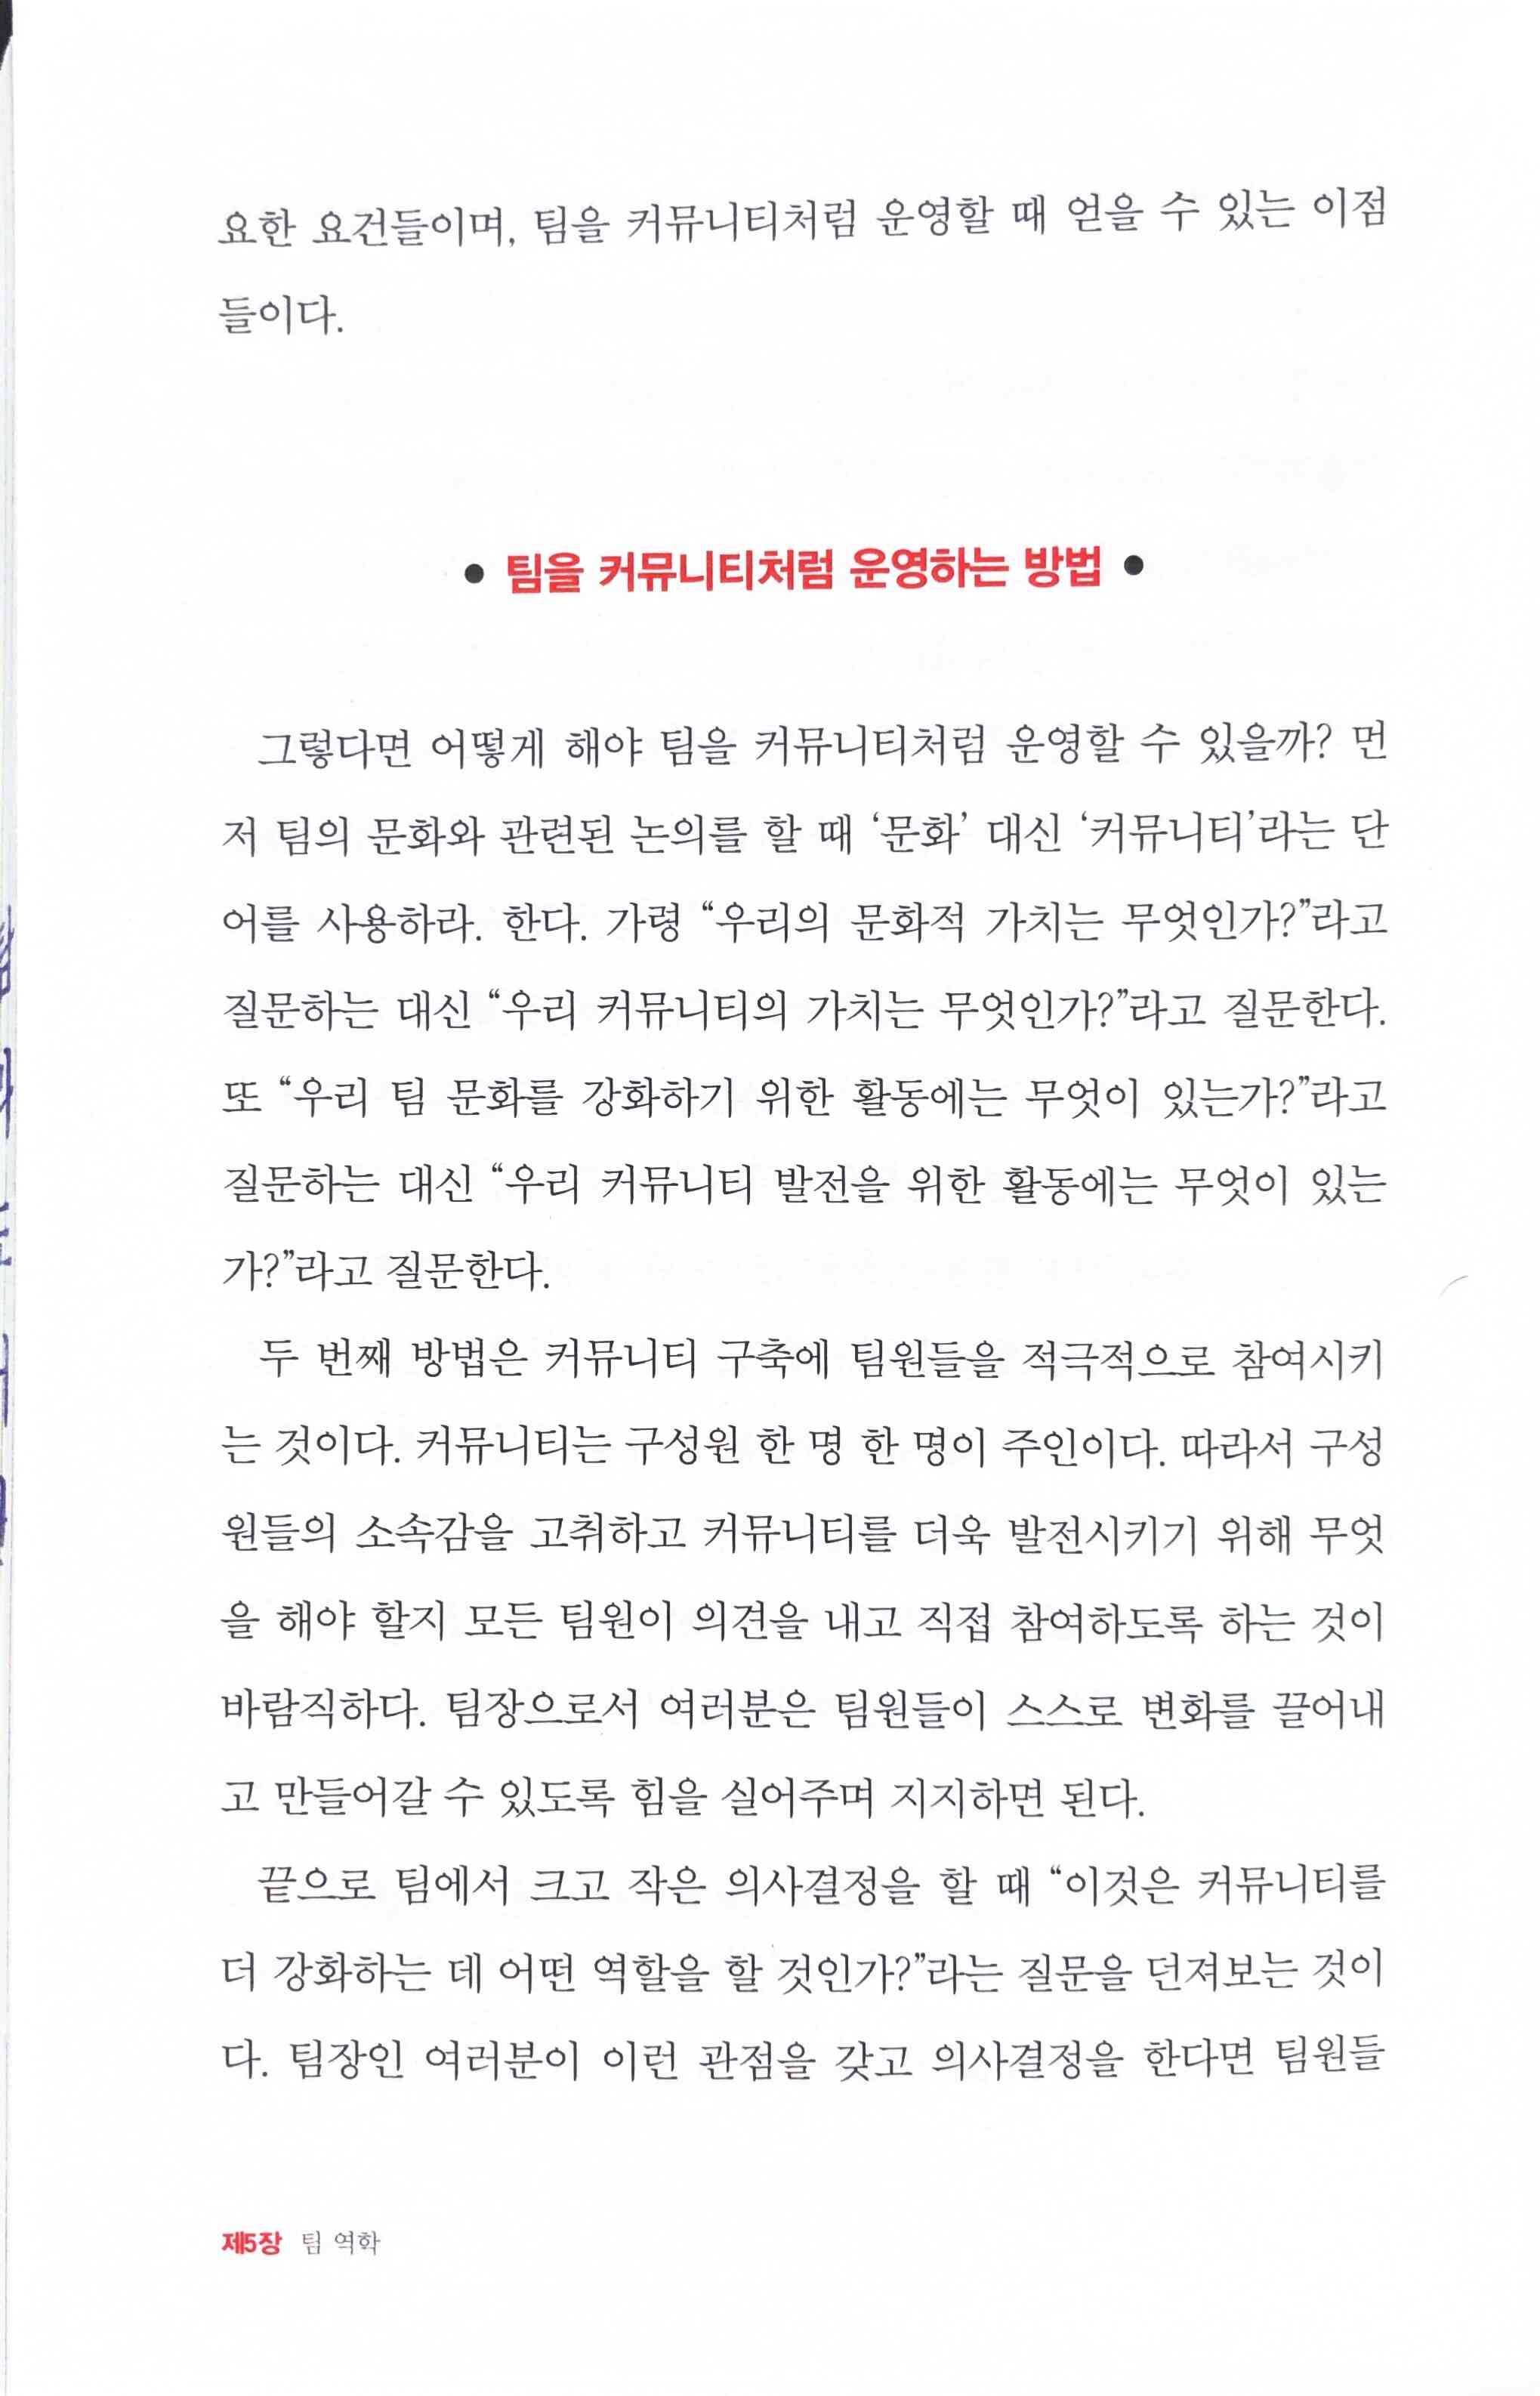 요한 요건들이며, 팀을 커뮤니티처럼 운영할 때 얻을 수 있는 이점
들이다.
• 팀을 커뮤니티처럼 운영하는 방법 •
그렇다면 어떻게 해야 팀을 커뮤니티처럼 운영할 수 있을까? 먼
저 팀의 문화와 관련된 논의를 할 때 ‘문화’ 대신 ‘커뮤니티’라는 단
어를 사용하라. 한다. 가령 “우리의 문화적 가치는 무엇인가?”라고
질문하는 대신 “우리 커뮤니티의 가치는 무엇인가?”라고 질문한다.
또 “우리 팀 문화를 강화하기 위한 활동에는 무엇이 있는가?”라고
질문하는 대신 “우리 커뮤니티 발전을 위한 활동에는 무엇이 있는
가?”라고 질문한다.
두 번째 방법은 커뮤니티 구축에 팀원들을 적극적으로 참여시키
는 것이다. 커뮤니티는 구성원 한 명 한 명이 주인이다. 따라서 구성
원들의 소속감을 고취하고 커뮤니티를 더욱 발전시키기 위해 무엇
을 해야 할지 모든 팀원이 의견을 내고 직접 참여하도록 하는 것이
바람직하다. 팀장으로서 여러분은 팀원들이 스스로 변화를 끌어내
고 만들어갈 수 있도록 힘을 실어주며 지지하면 된다.
끝으로 팀에서 크고 작은 의사결정을 할 때 “이것은 커뮤니티를
더 강화하는 데 어떤 역할을 할 것인가?”라는 질문을 던져보는 것이
다. 팀장인 여러분이 이런 관점을 갖고 의사결정을 한다면 팀원들
제5장 팀 역학